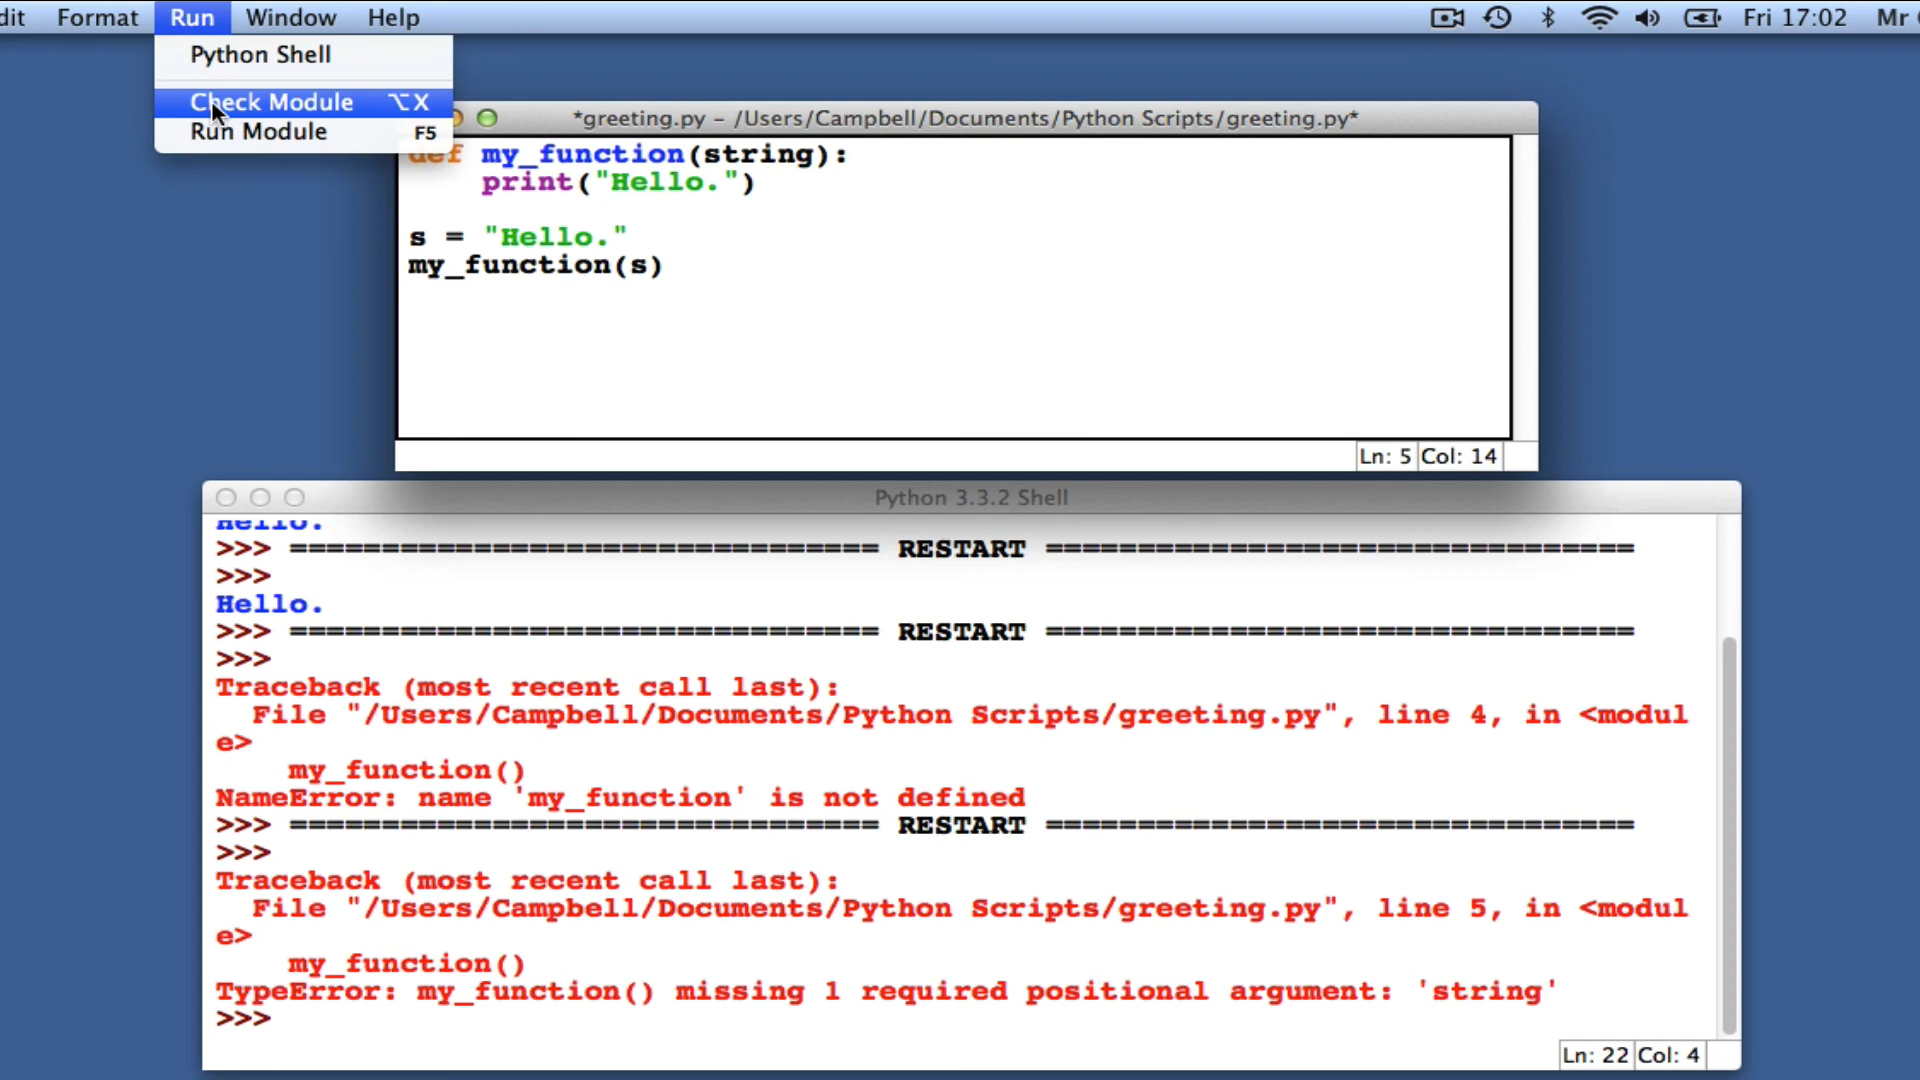 dit Format Run Window Help Fri 17:02 Mr
Python Shell
Check Module ⌥X
Run Module F5
*greeting.py – /Users/Campbell/Documents/Python Scripts/greeting.py*
def my_function(string):
print("Hello.")
s = "Hello."
my_function(s)
Ln: 5 Col: 14
Python 3.3.2 Shell
Hello.
>>> ================================ RESTART ================================
>>>
Hello.
>>> ================================ RESTART ================================
>>>
Traceback (most recent call last):
File "/Users/Campbell/Documents/Python Scripts/greeting.py", line 4, in <modul
e>
my_function()
NameError: name 'my_function' is not defined
>>> ================================ RESTART ================================
>>>
Traceback (most recent call last):
File "/Users/Campbell/Documents/Python Scripts/greeting.py", line 5, in <modul
e>
my_function()
TypeError: my_function() missing 1 required positional argument: 'string'
>>>
Ln: 22 Col: 4